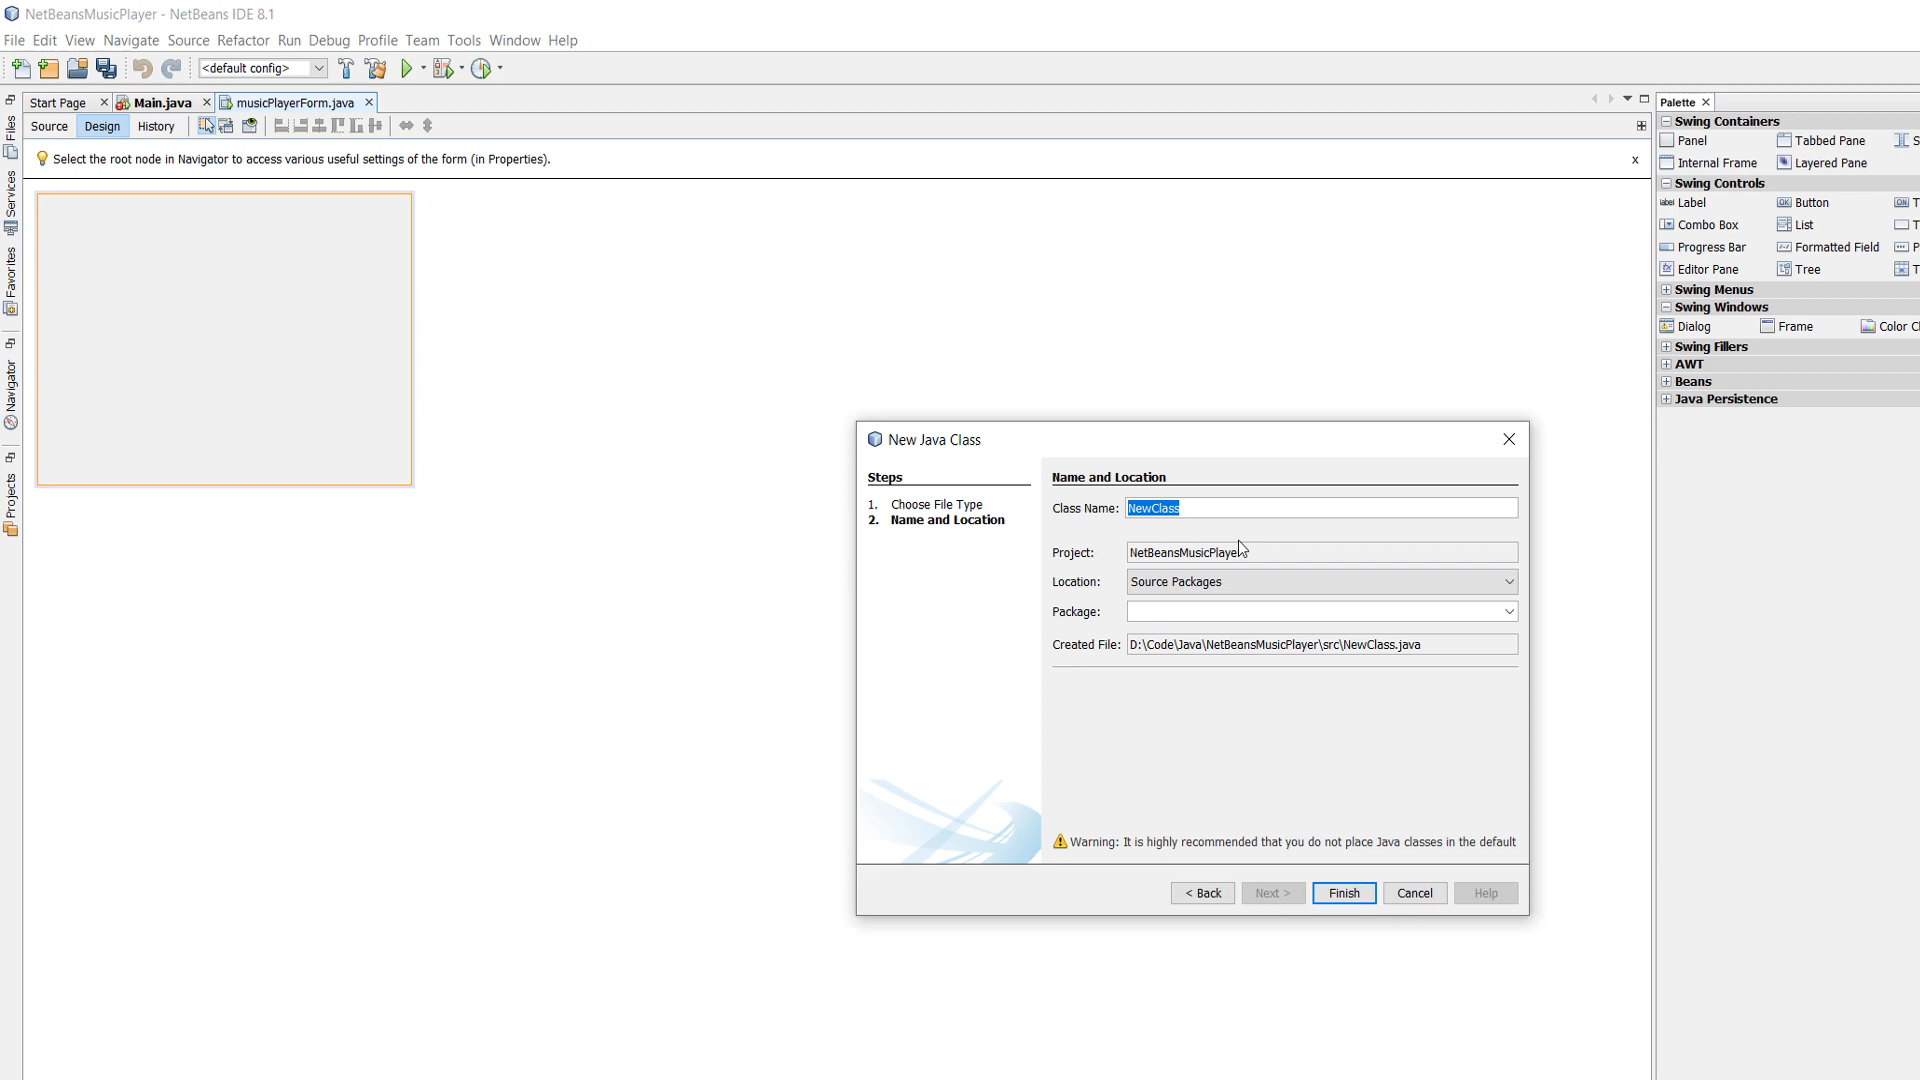 NetBeansMusicPlayer - NetBeans IDE 8.1
File Edit View Navigate Source Refactor Run Debug Profile Team Tools Window Help
<default config>
Start Page Main.java musicPlayerForm.java
Source Design History
Select the root node in Navigator to access various useful settings of the form (in Properties).
x
Files
Services
Favorites
Navigator
Projects
Palette
Swing Containers
Panel Tabbed Pane S
Internal Frame Layered Pane
Swing Controls
Label Button T
Combo Box List T
Progress Bar Formatted Field P
Editor Pane Tree T
Swing Menus
Swing Windows
Dialog Frame Color C
Swing Fillers
AWT
Beans
Java Persistence
New Java Class
Steps
1. Choose File Type
2. Name and Location
Name and Location
Class Name: NewClass
Project: NetBeansMusicPlayer
Location: Source Packages
Package:
Created File: D:\Code\Java\NetBeansMusicPlayer\src\NewClass.java
Warning: It is highly recommended that you do not place Java classes in the default
< Back Next > Finish Cancel Help